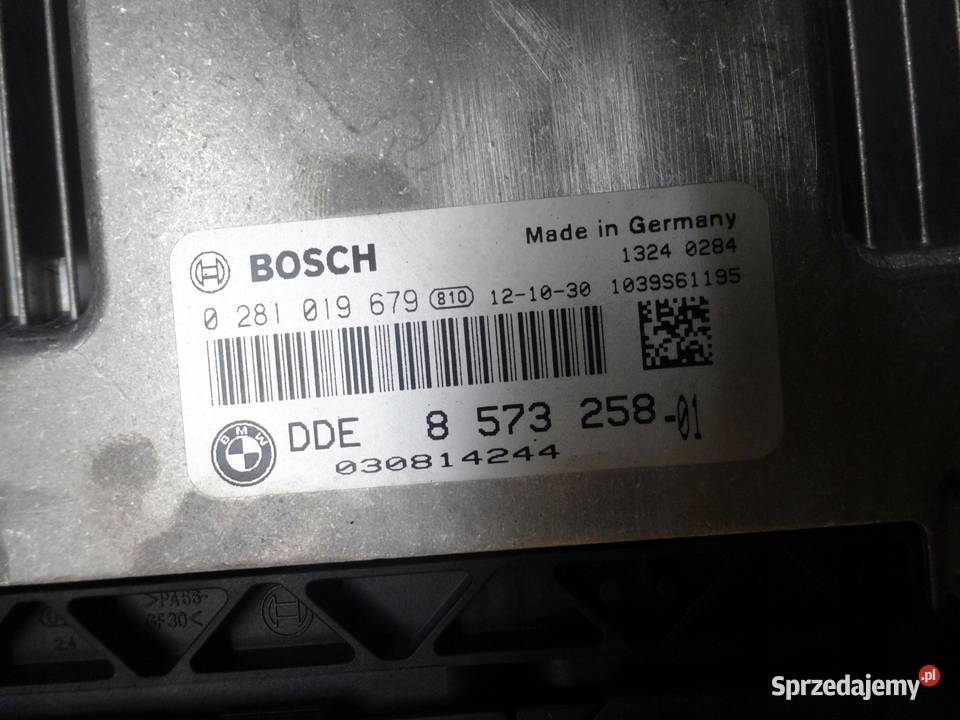 Made in Germany
BOSCH
1324 0284
0 281 019 679 810 12-10-30 1039S61195
BMW
DDE 8 573 258-01
030814244
>PA66-
GF30<
Sprzedajemy.pl